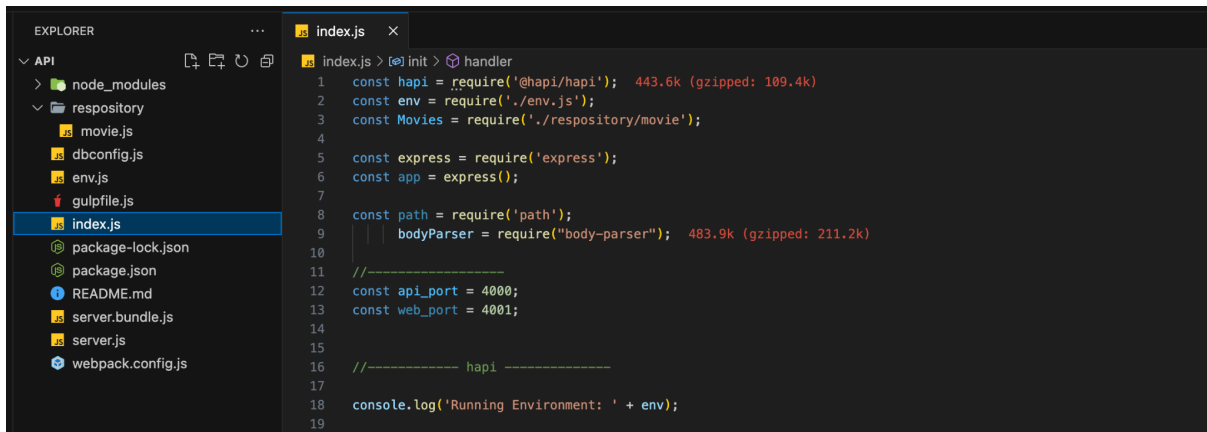 EXPLORER
index.js
API
index.js > init > handler
node_modules
respository
movie.js
dbconfig.js
env.js
gulpfile.js
index.js
package-lock.json
package.json
README.md
server.bundle.js
server.js
webpack.config.js
1 const hapi = require('@hapi/hapi'); 443.6k (gzipped: 109.4k)
2 const env = require('./env.js');
3 const Movies = require('./respository/movie');
4
5 const express = require('express');
6 const app = express();
7
8 const path = require('path');
9 bodyParser = require("body-parser"); 483.9k (gzipped: 211.2k)
10
11 //------------------
12 const api_port = 4000;
13 const web_port = 4001;
14
15
16 //------------ hapi --------------
17
18 console.log('Running Environment: ' + env);
19